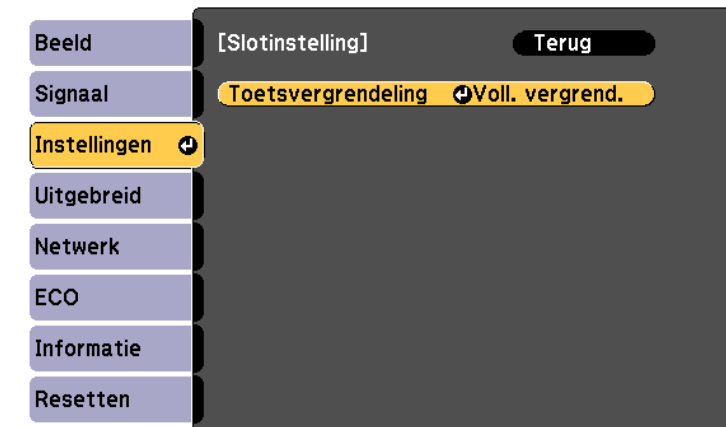 Beeld
Signaal
Instellingen
Uitgebreid
Netwerk
ECO
Informatie
Resetten
[Slotinstelling] Terug
Toetsvergrendeling Voll. vergrend.